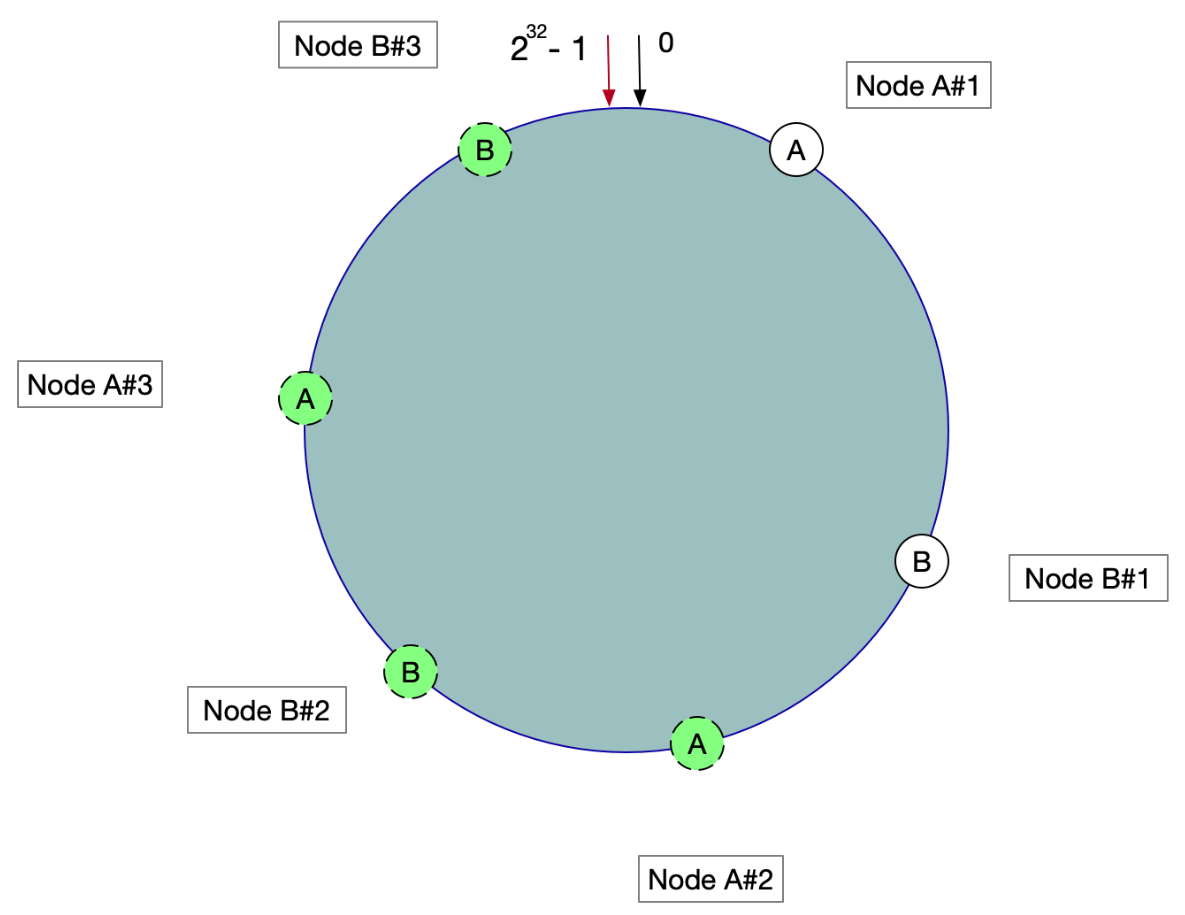 Node B#3
2^32 - 1
0
Node A#1
B
A
Node A#3
A
B
Node B#1
B
Node B#2
A
Node A#2